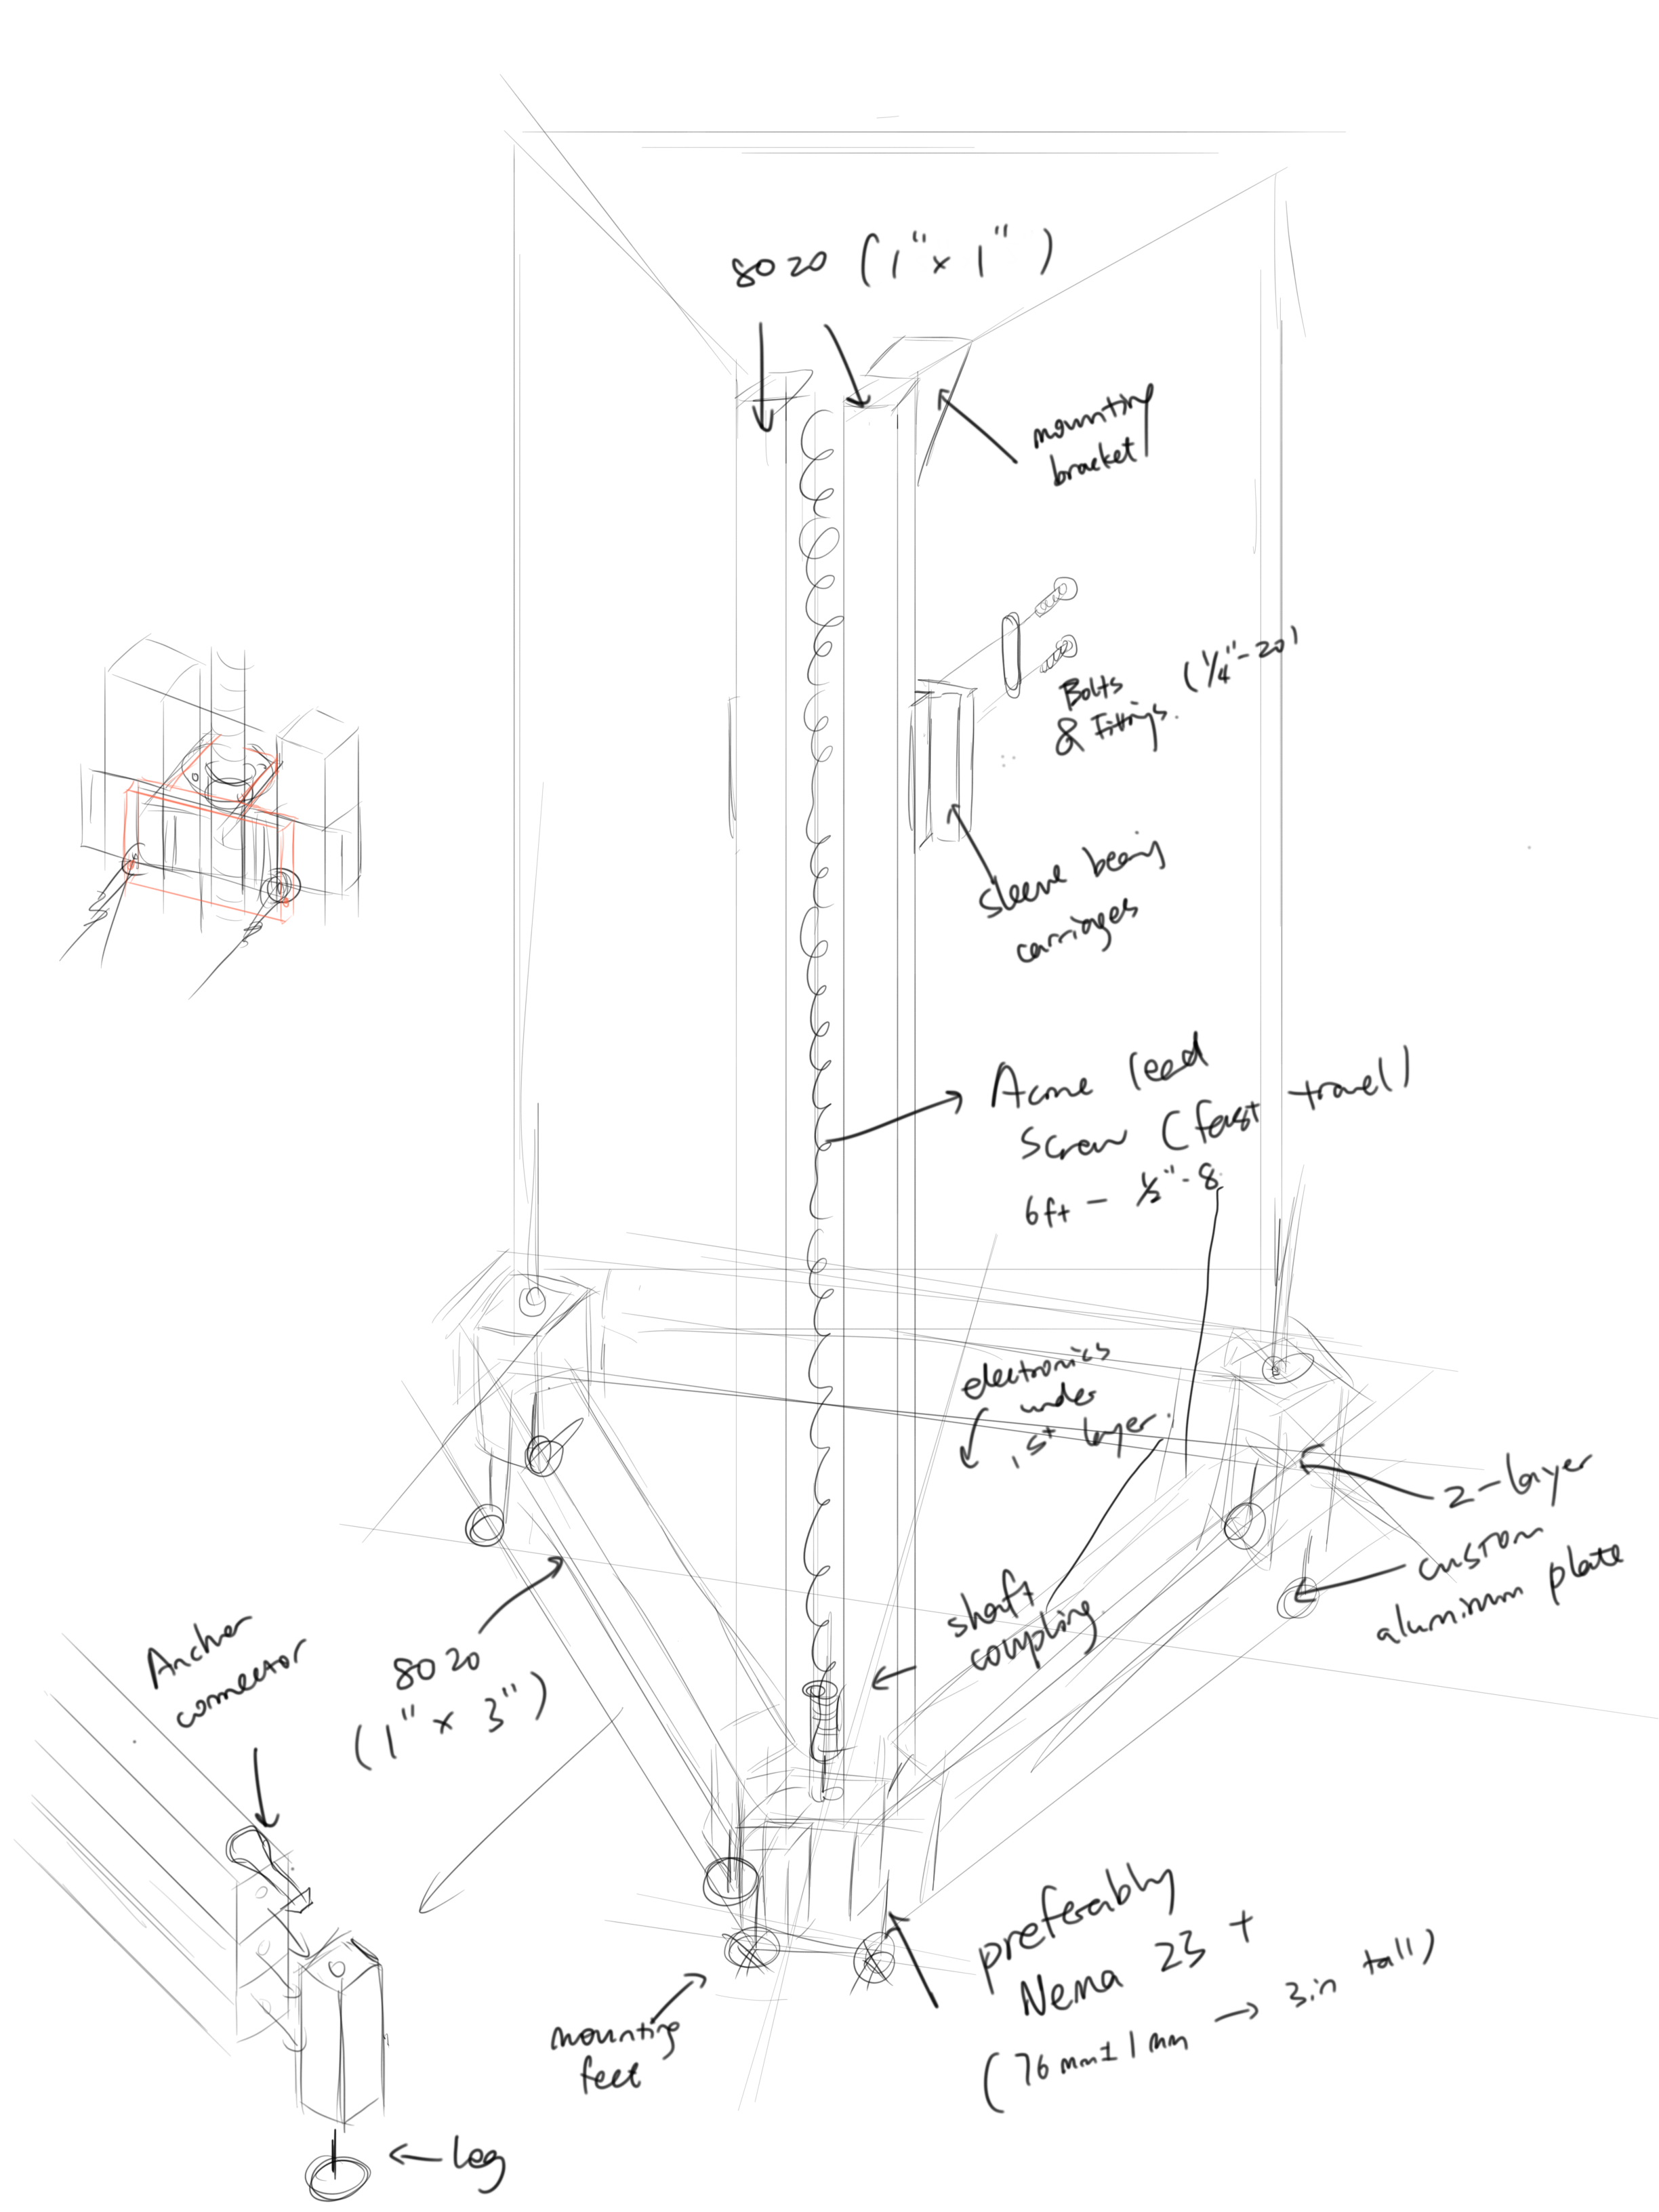 8020 (1" x 1")
mounting
bracket
Bolts
& Fittings. (1/4"-20)
sleeve bearing
carriages
Acme lead
screw (fast travel)
6ft - 1/2"-8
electronics
under
1st layer.
2-layer
custom
aluminum plate
shaft
coupling
Anchor
connector
8020
(1" x 3")
preferably
Nema 23 +
(76mm±1mm → 3in tall)
mounting
feet
Leg